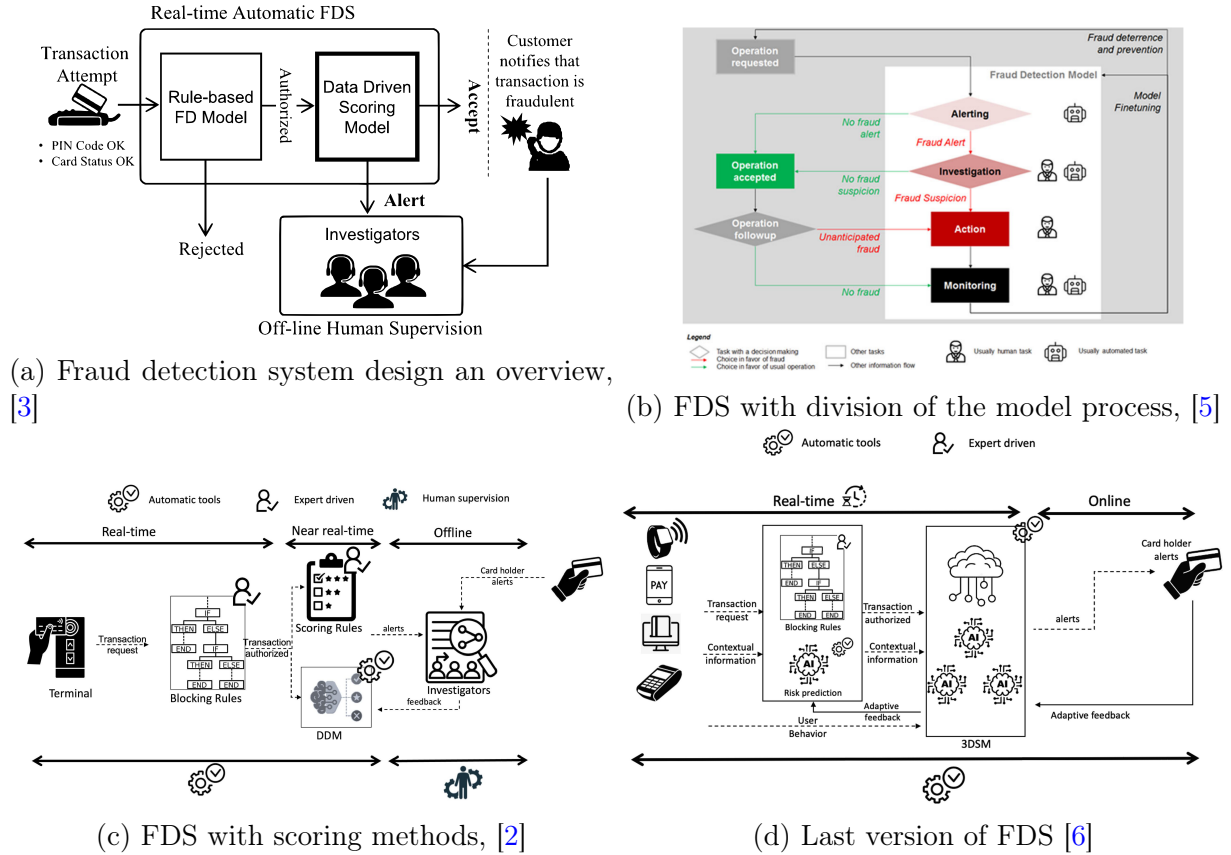 Real-time Automatic FDS
Transaction
Attempt
• PIN Code OK
• Card Status OK
Rule-based
FD Model
Authorized
Data Driven
Scoring
Model
Accept
Customer
notifies that
transaction is
fraudulent
Rejected
Alert
Investigators
Off-line Human Supervision
(a) Fraud detection system design an overview,
[3]
Operation
requested
Fraud deterrence
and prevention
Fraud Detection Model
Model
Finetuning
Alerting
No fraud
alert
Fraud Alert
Operation
accepted
Investigation
No fraud
suspicion
Fraud Suspicion
Operation
followup
Unanticipated
fraud
Action
No fraud
Monitoring
Legend
Task with a decision making
Choice in favor of fraud
Choice in favor of usual operation
Other tasks
Other information flow
Usually human task
Usually automated task
(b) FDS with division of the model process, [5]
Automatic tools
Expert driven
Human supervision
Real-time
Near real-time
Offline
Terminal
Transaction
request
IF
THEN ELSE
END IF
THEN ELSE
END END
Blocking Rules
Transaction
authorized
Scoring Rules
alerts
Card holder
alerts
Investigators
feedback
DDM
(c) FDS with scoring methods, [2]
Automatic tools
Expert driven
Real-time
Online
PAY
Transaction
request
Contextual
information
IF
THEN ELSE
END IF
THEN ELSE
END END
Blocking Rules
AI
Risk prediction
Transaction
authorized
Contextual
information
Adaptive
feedback
User
Behavior
AI
AI
AI
3DSM
alerts
Card holder
alerts
Adaptive feedback
(d) Last version of FDS [6]